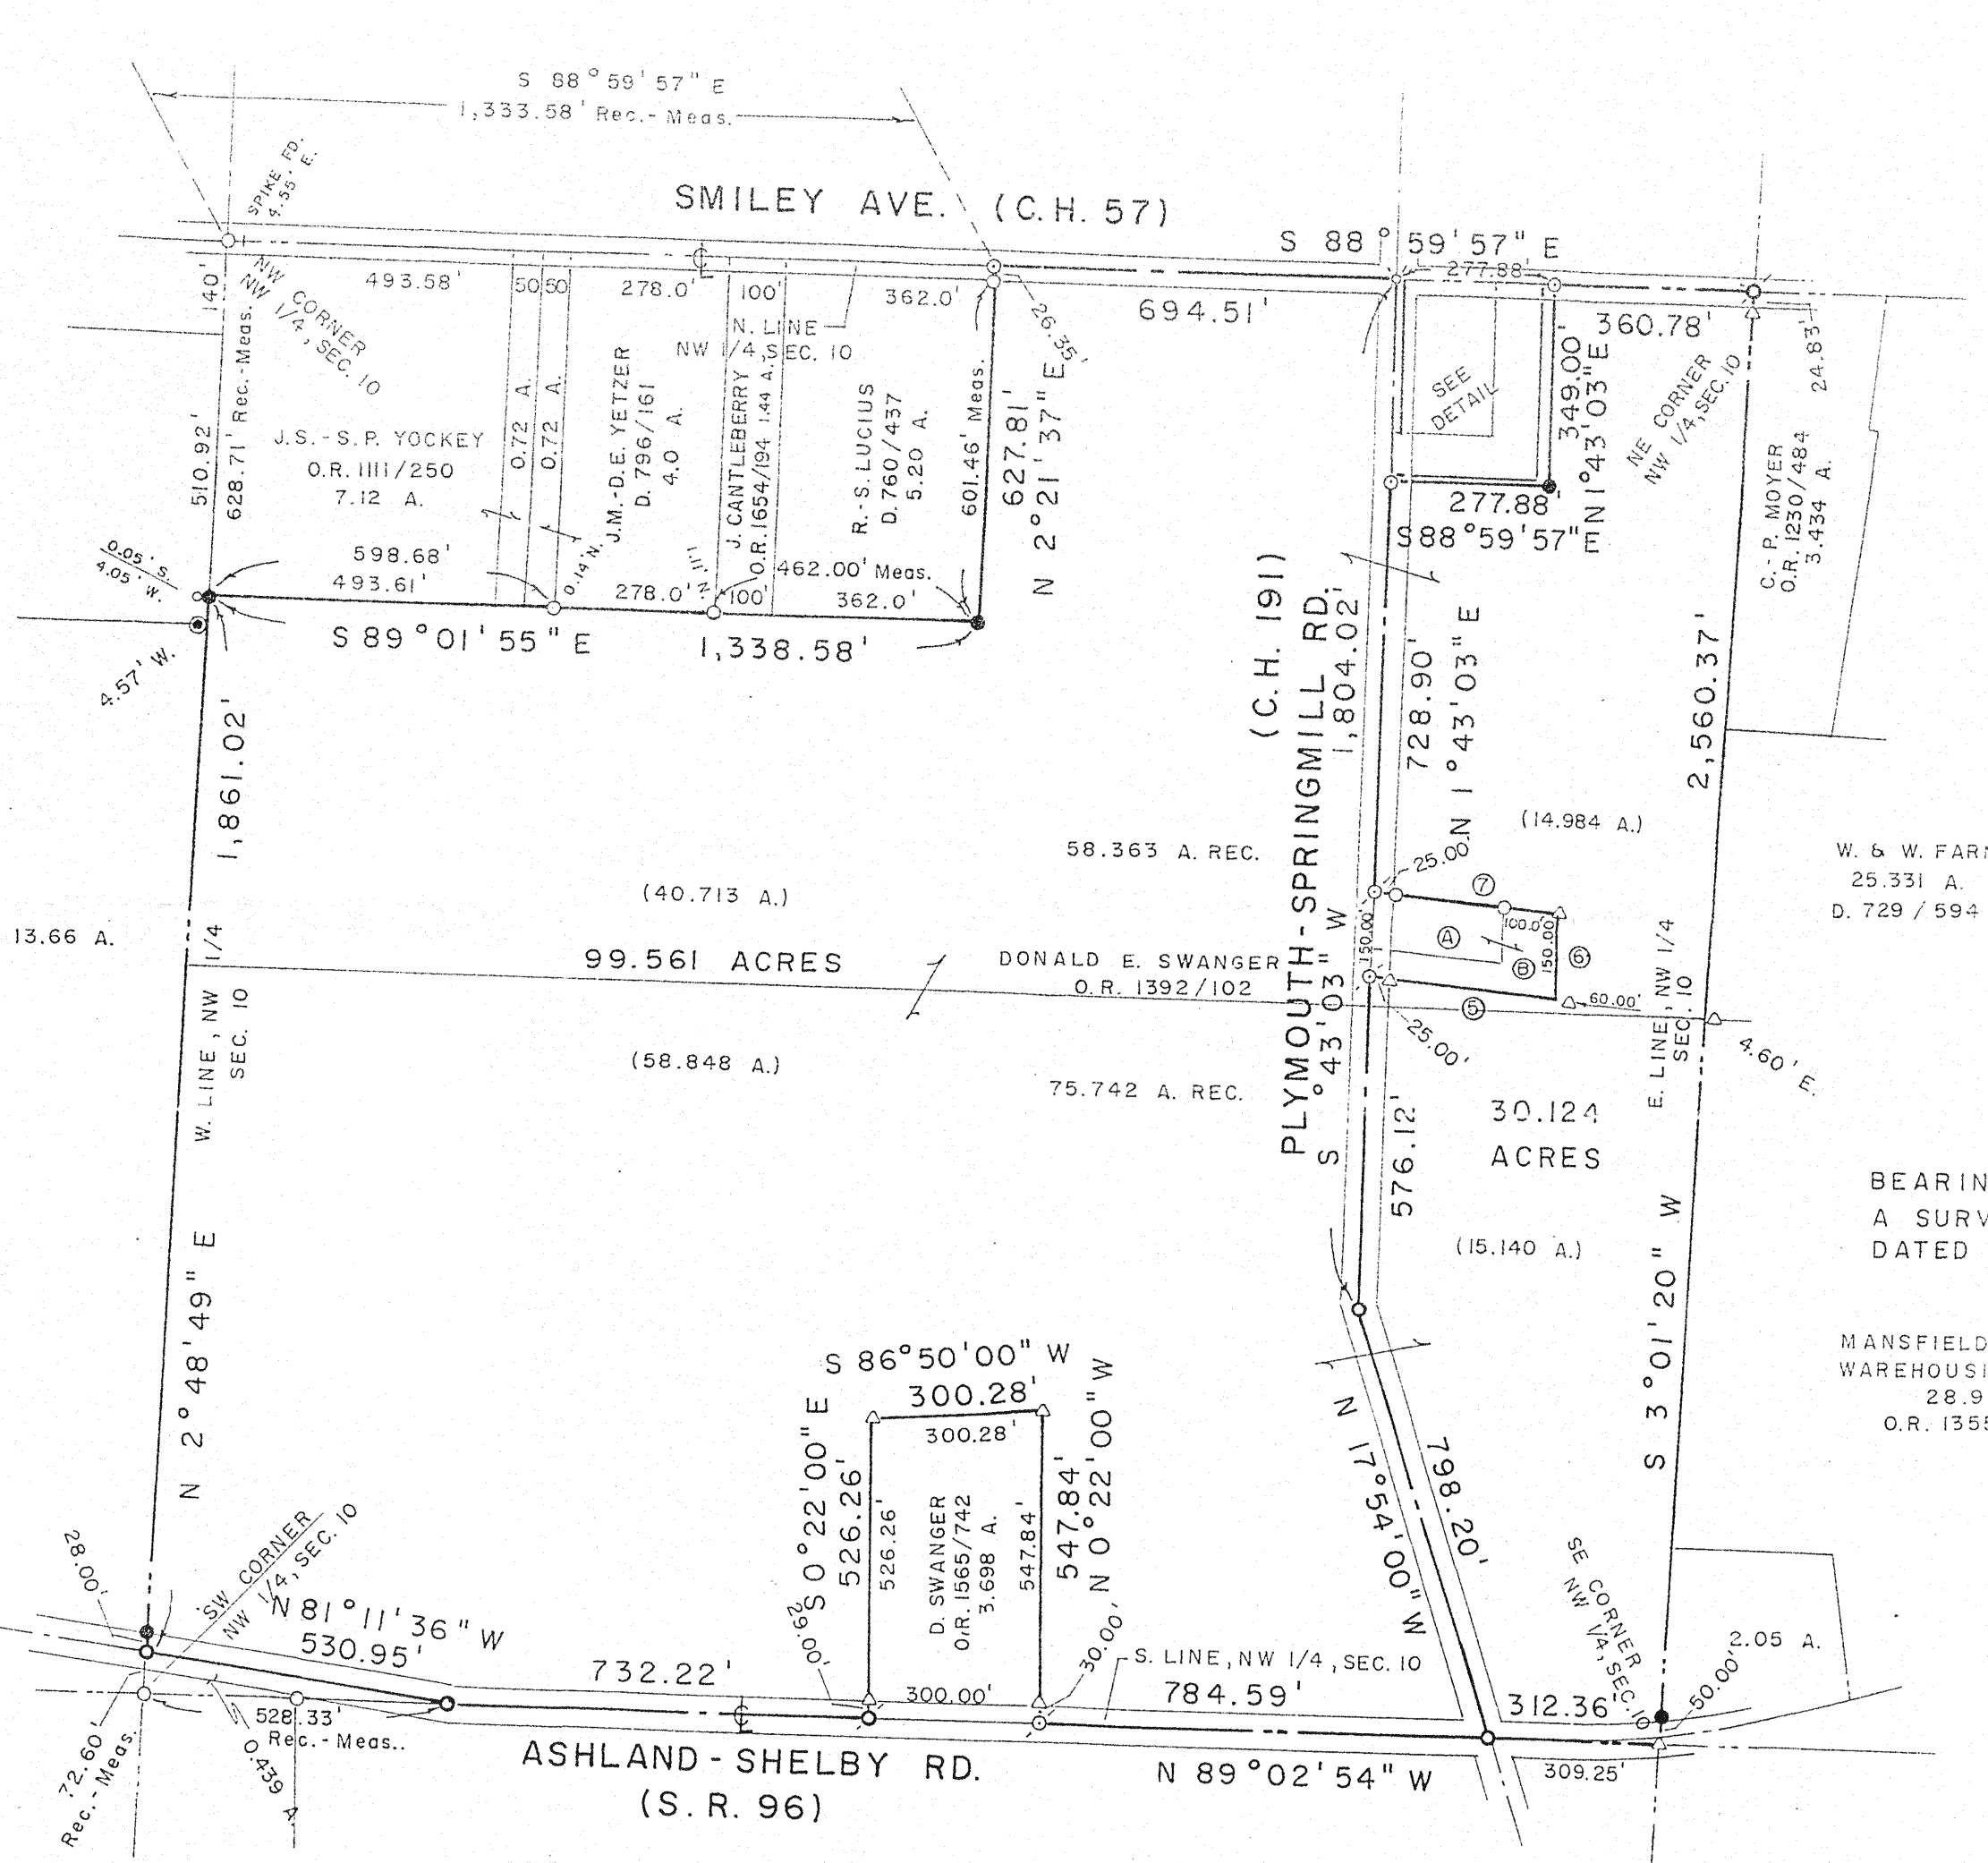 S 88°59'57" E
1,333.58' Rec.- Meas.
SPIKE FD.
4.55' E.
SMILEY AVE. (C.H. 57)
S 88°59'57" E
277.88'
140'
NW CORNER
NW 1/4, SEC. 10
493.58'
50
50
278.0'
100'
362.0'
26.35'
694.51'
360.78'
24.83'
N. LINE
NW 1/4, SEC. 10
510.92'
628.71' Rec.-Meas.
J.S.-S.P. YOCKEY
O.R. 1111/250
7.12 A.
0.72 A.
0.72 A.
J.M.-D.E. YETZER
D. 796/161
4.0 A.
J. CANTLEBERRY
O.R. 1654/194 1.44 A.
R.-S. LUCIUS
D. 760/437
5.20 A.
601.46' Meas.
627.81'
N 2°21'37" E
SEE
DETAIL
349.00'
N 1°43'03" E
277.88'
S 88°59'57" E
NE CORNER
NW 1/4, SEC. 10
C.-P. MOYER
O.R. 1230/484
3.434 A.
0.05' S.
4.05' W.
598.68'
493.61'
0.14' N.
278.0'
1.11' N.
100'
462.00' Meas.
362.0'
S 89°01'55" E
1,338.58'
4.57' W.
(C.H. 191)
PLYMOUTH-SPRINGMILL RD.
1,804.02'
S °43'03" W
728.90'
N 1°43'03" E
2,560.37'
1,861.02'
(14.984 A.)
58.363 A. REC.
25.00'
W. & W. FAR
25.331 A.
D. 729 / 594
(40.713 A.)
7
13.66 A.
W. LINE, NW 1/4
SEC. 10
99.561 ACRES
DONALD E. SWANGER
O.R. 1392/102
150.00'
A
100.0'
B
150.00'
6
60.00'
5
25.00'
E. LINE, NW 1/4
SEC. 10
4.60' E.
(58.848 A.)
75.742 A. REC.
576.12'
30.124
ACRES
BEARIN
A SURV
DATED
(15.140 A.)
N 2°48'49" E
S 3°01'20" W
MANSFIELD
WAREHOUSI
28.9
O.R. 1355
S 86°50'00" W
300.28'
300.28'
S 0°22'00" E
526.26'
526.26'
D. SWANGER
O.R. 1565/742
3.698 A.
547.84'
547.84'
N 0°22'00" W
N 17°54'00" W
798.20'
28.00'
SW CORNER
NW 1/4, SEC. 10
N 81°11'36" W
530.95'
732.22'
29.00'
300.00'
30.00'
S. LINE, NW 1/4, SEC. 10
784.59'
312.36'
SE CORNER
NW 1/4, SEC. 10
50.00'
2.05 A.
72.60'
Rec.-Meas.
528.33'
Rec.-Meas..
0.439 A.
ASHLAND-SHELBY RD.
(S.R. 96)
N 89°02'54" W
309.25'